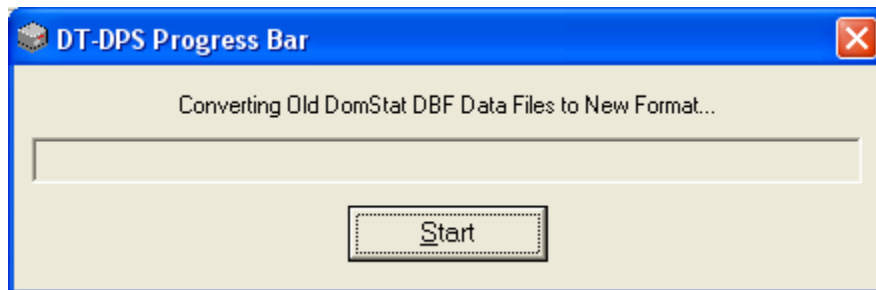 DT-DPS Progress Bar
Converting Old DomStat DBF Data Files to New Format...
Start